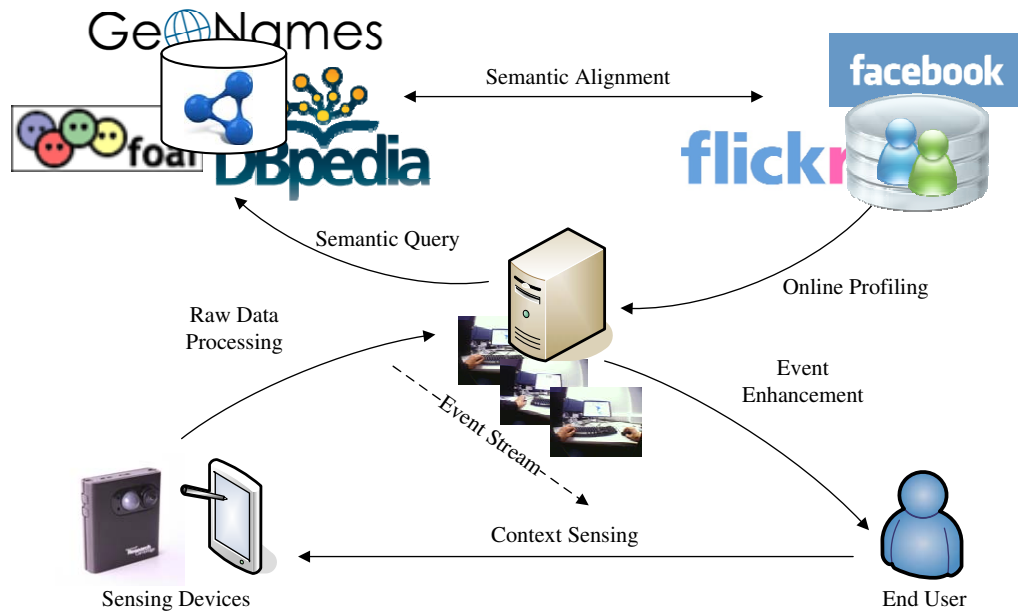 GeoNames
facebook
Semantic Alignment
foaf
DBpedia
flickr
Semantic Query
Online Profiling
Raw Data
Processing
Event
Enhancement
Event Stream
Context Sensing
Research
Sensing Devices
End User